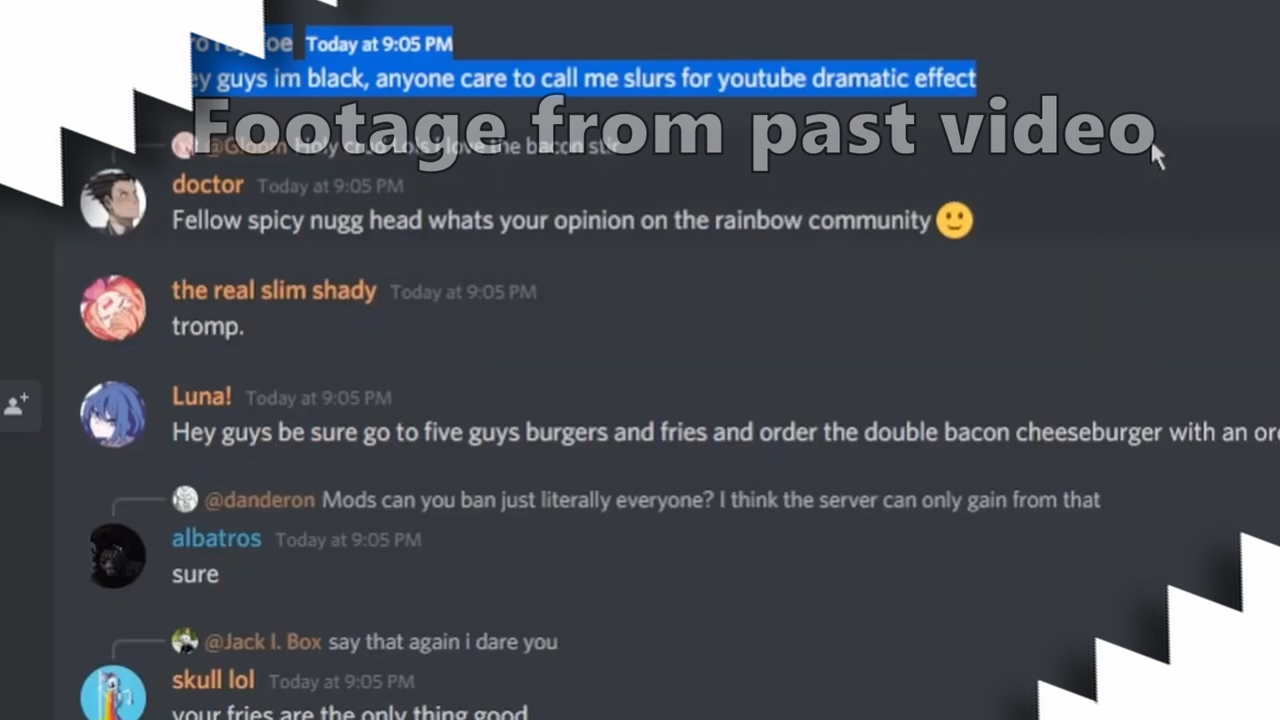 Today at 9:05 PM
ey guys im black, anyone care to call me slurs for youtube dramatic effect
Footage from past video
@Gloom Holy love the bacon
doctor Today at 9:05 PM
Fellow spicy nugg head whats your opinion on the rainbow community
the real slim shady Today at 9:05 PM
tromp.
Luna! Today at 9:05 PM
Hey guys be sure go to five guys burgers and fries and order the double bacon cheeseburger with an or
@danderon Mods can you ban just literally everyone? I think the server can only gain from that
albatros Today at 9:05 PM
sure
@Jack I. Box say that again i dare you
skull lol Today at 9:05 PM
your fries are the only thing good